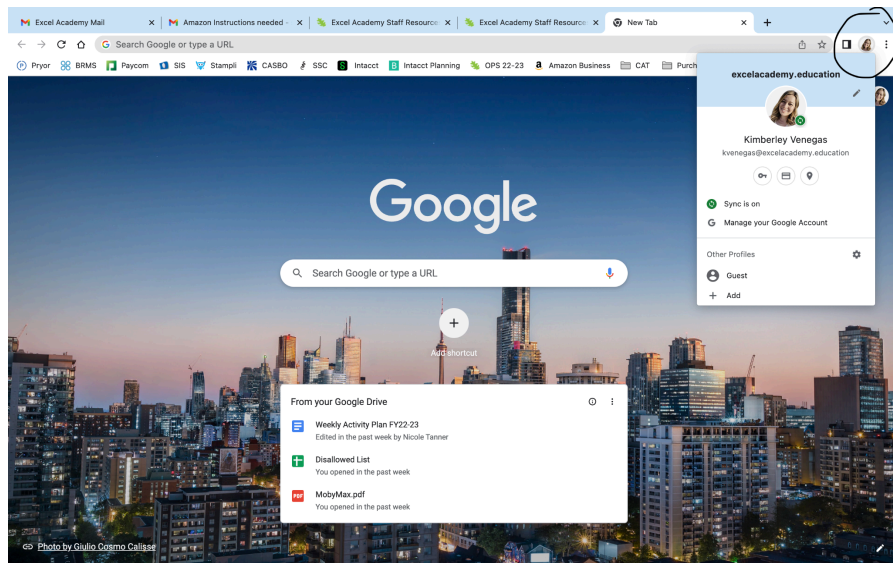 Excel Academy Mail
Amazon Instructions needed -
Excel Academy Staff Resource
Excel Academy Staff Resource
New Tab
Search Google or type a URL
Pryor BRMS Paycom SIS Stampli CASBO SSC Intacct Intacct Planning OPS 22-23 Amazon Business CAT Purch
excelacademy.education
Kimberley Venegas
kvenegas@excelacademy.education
Sync is on
Manage your Google Account
Other Profiles
Guest
Add
Google
Search Google or type a URL
Add shortcut
From your Google Drive
Weekly Activity Plan FY22-23
Edited in the past week by Nicole Tanner
Disallowed List
You opened in the past week
PDF
MobyMax.pdf
You opened in the past week
Photo by Giulio Cosmo Calisse